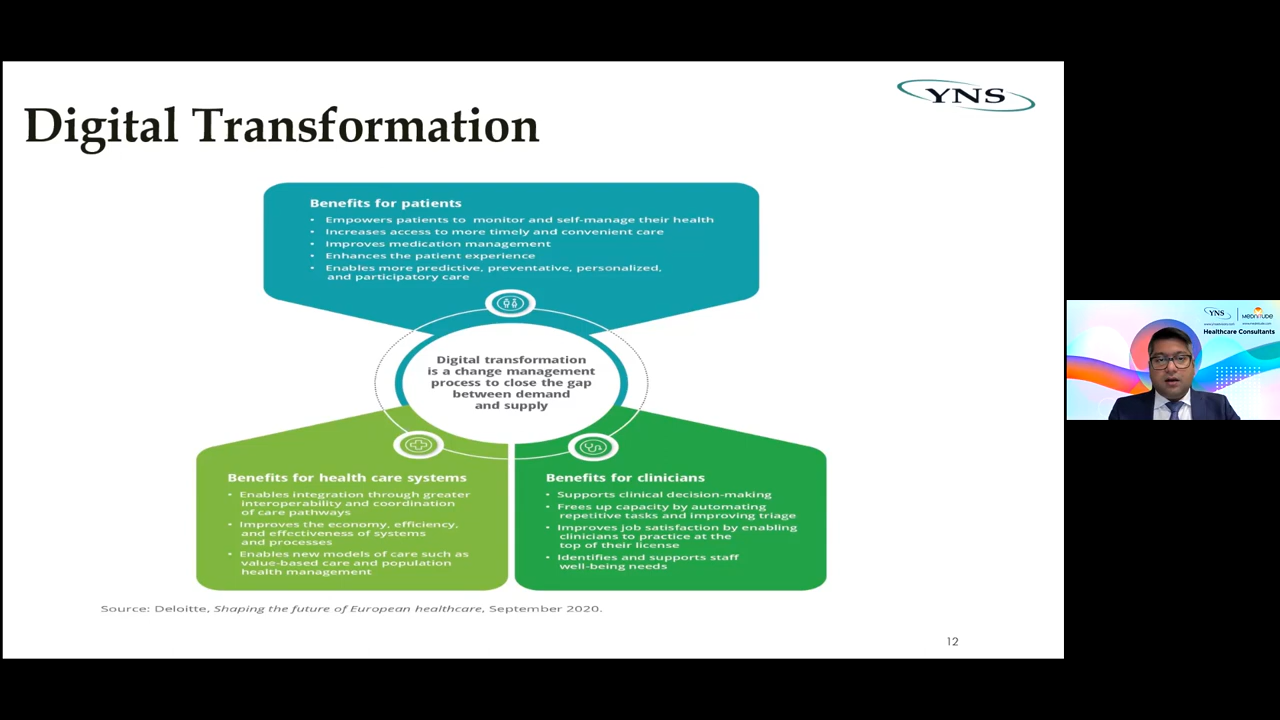 YNS
Digital Transformation
Benefits for patients
• Empowers patients to monitor and self-manage their health
• Increases access to more timely and convenient care
• Improves medication management
• Enhances the patient experience
• Enables more predictive, preventative, personalized,
and participatory care
Digital transformation
is a change management
process to close the gap
between demand
and supply
Benefits for health care systems
• Enables integration through greater
interoperability and coordination
of care pathways
• Improves the economy, efficiency,
and effectiveness of systems
and processes
• Enables new models of care such as
value-based care and population
health management
Benefits for clinicians
• Supports clinical decision-making
• Frees up capacity by automating
repetitive tasks and improving triage
• Improves job satisfaction by enabling
clinicians to practice at the
top of their license
• Identifies and supports staff
well-being needs
Source: Deloitte, Shaping the future of European healthcare, September 2020.
12
YNS
Healthcare Consultants